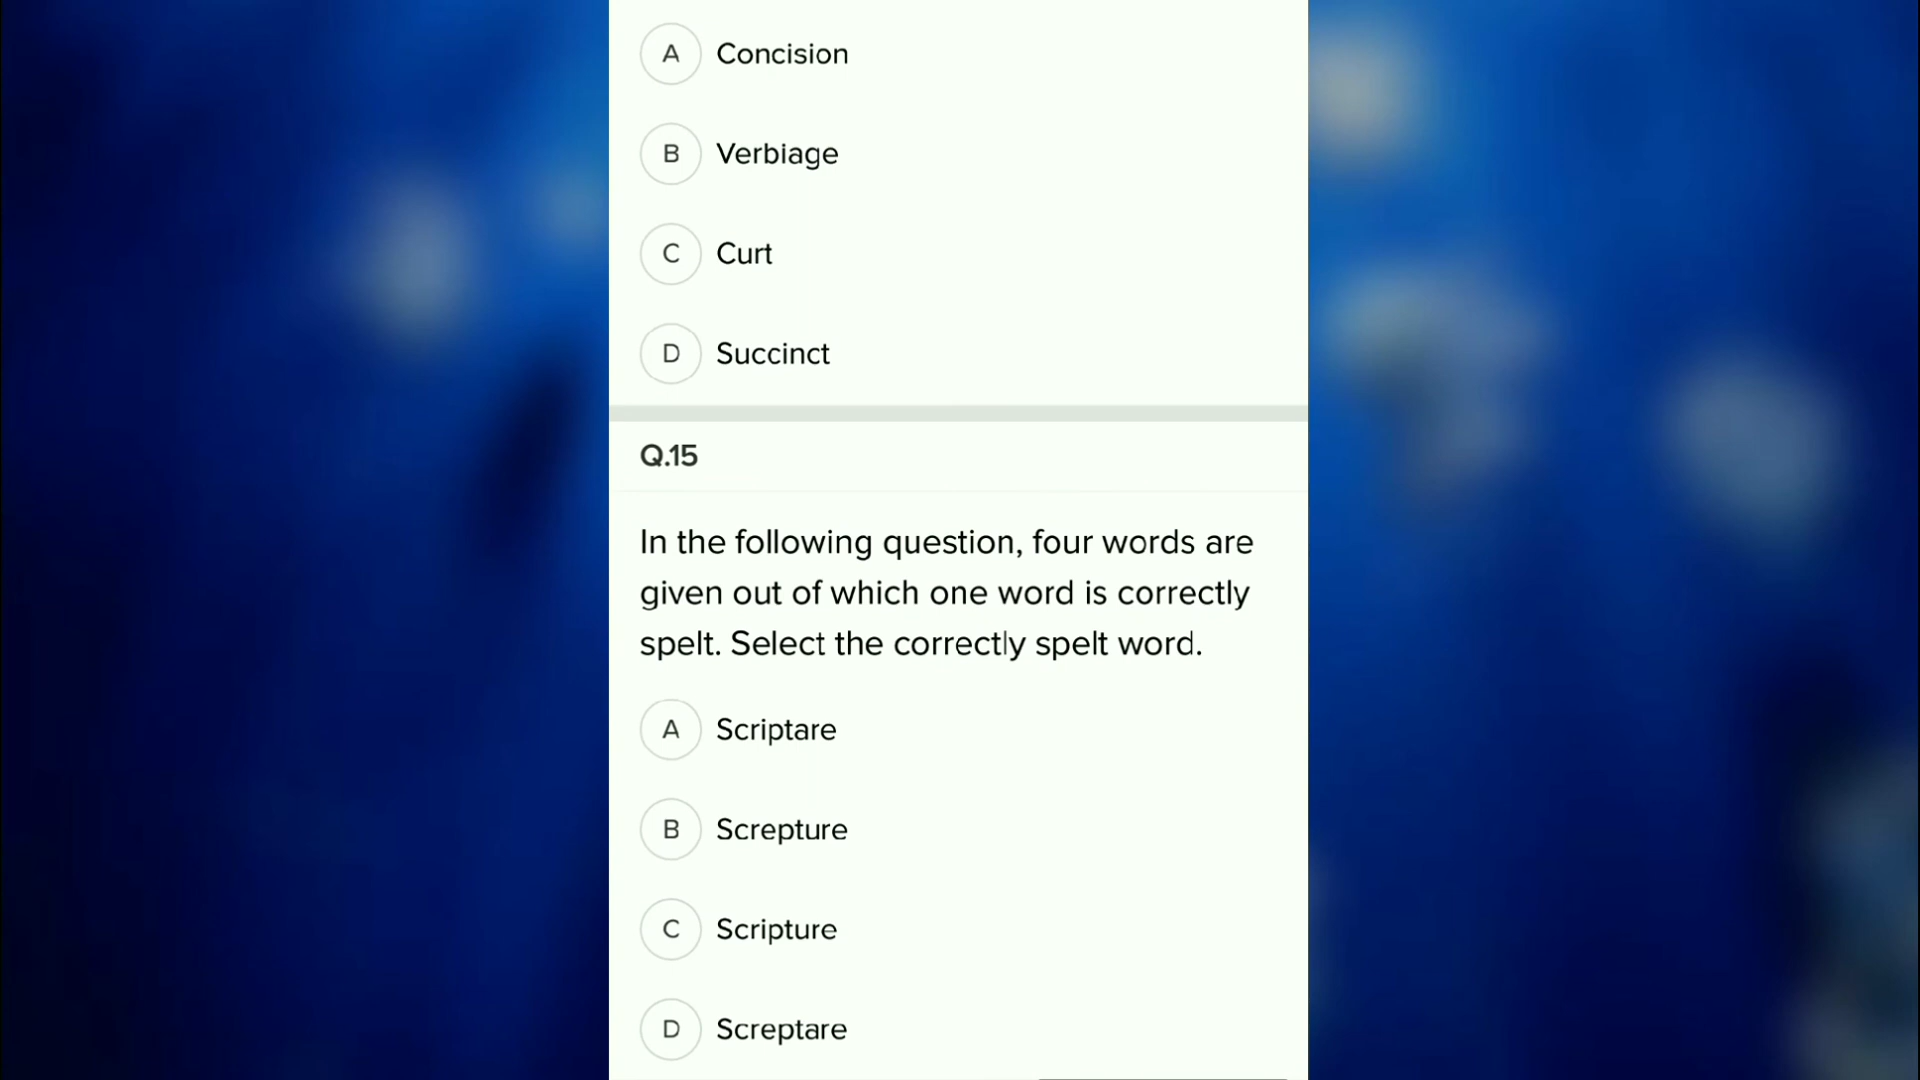 A Concision
B Verbiage
C Curt
D Succinct
Q.15
In the following question, four words are
given out of which one word is correctly
spelt. Select the correctly spelt word.
A Scriptare
B Screpture
C Scripture
D Screptare